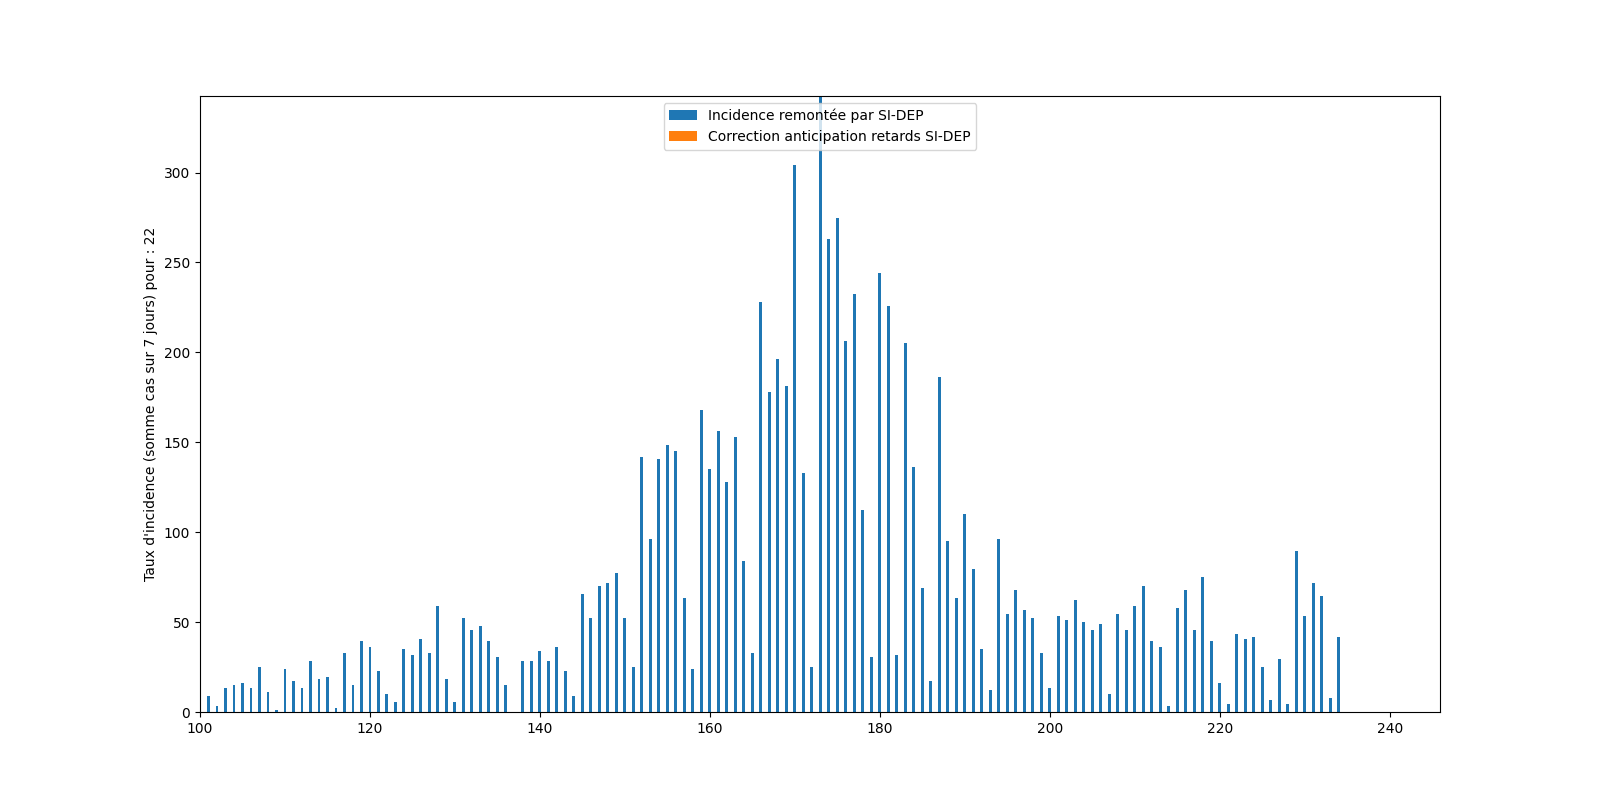 Incidence remontée par SI-DEP
Correction anticipation retards SI-DEP
Taux d'incidence (somme cas sur 7 jours) pour : 22
300
250
200
150
100
50
0
100 120 140 160 180 200 220 240